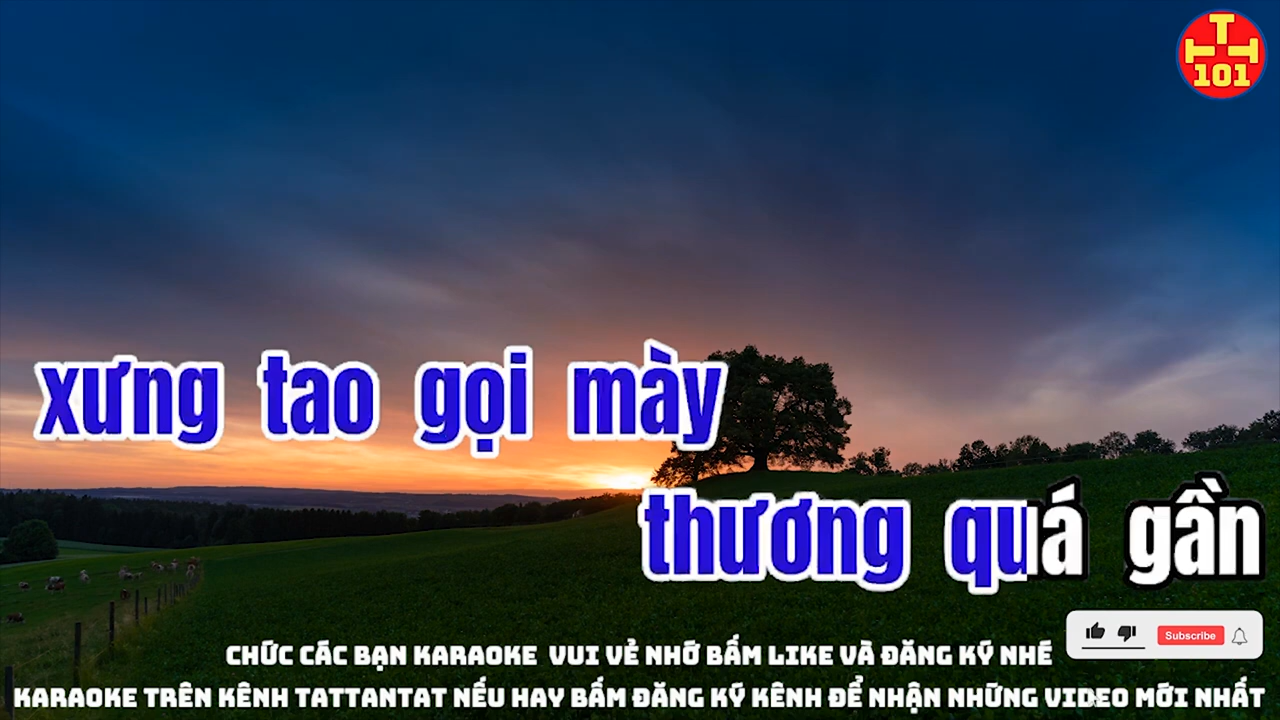 T
T T
101
xưng tao gọi mày
thương quá gần
Subscribe
CHỨC CÁC BẠN KARAOKE VUI VẺ NHỚ BẤM LIKE VÀ ĐĂNG KÝ NHÉ
KARAOKE TRÊN KÊNH TATTANTAT NẾU HAY BẤM ĐĂNG KÝ KÊNH ĐỂ NHẬN NHỮNG VIDEO MỚI NHẤT